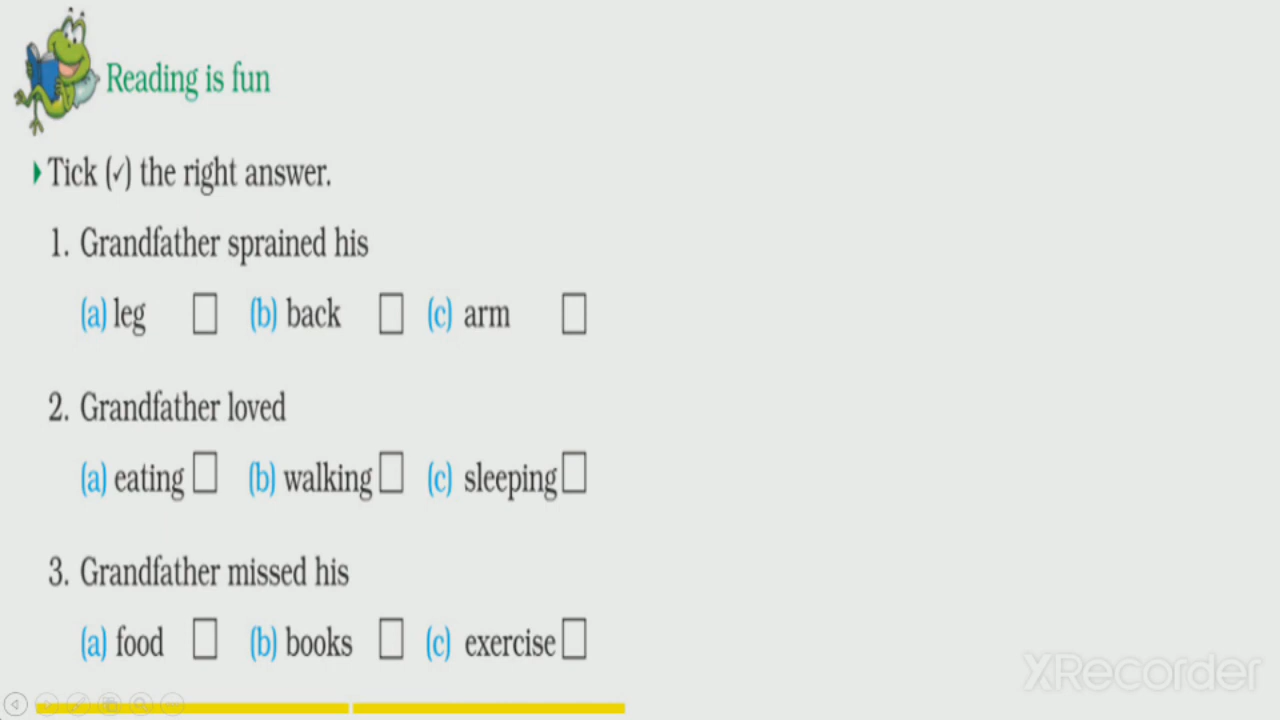 Reading is fun
Tick (✓) the right answer.
1. Grandfather sprained his
(a) leg (b) back (c) arm
2. Grandfather loved
(a) eating (b) walking (c) sleeping
3. Grandfather missed his
(a) food (b) books (c) exercise
XRecorder